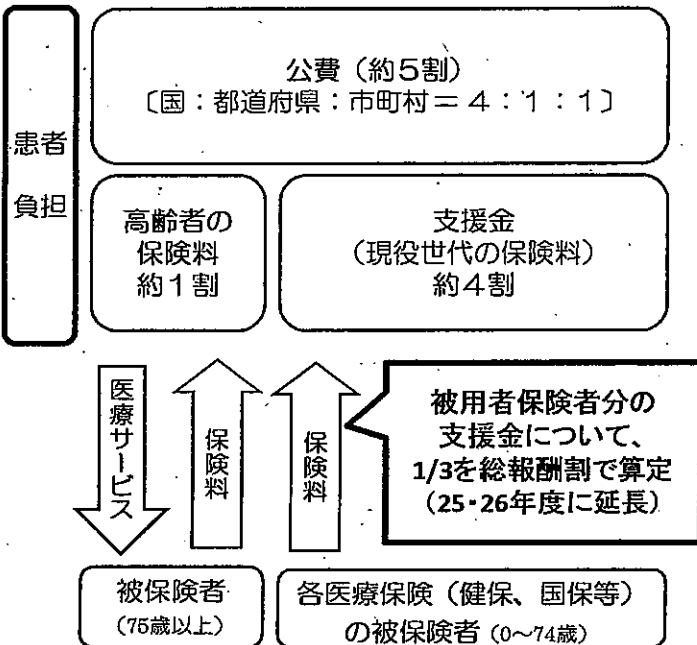 公費（約5割）
〔国：都道府県：市町村＝4：1：1〕
患者
負担
高齢者の
保険料
約1割
支援金
（現役世代の保険料）
約4割
医療サービス
保険料
保険料
被用者保険者分の
支援金について、
1/3を総報酬割で算定
（25・26年度に延長）
被保険者
（75歳以上）
各医療保険（健保、国保等）
の被保険者（0～74歳）